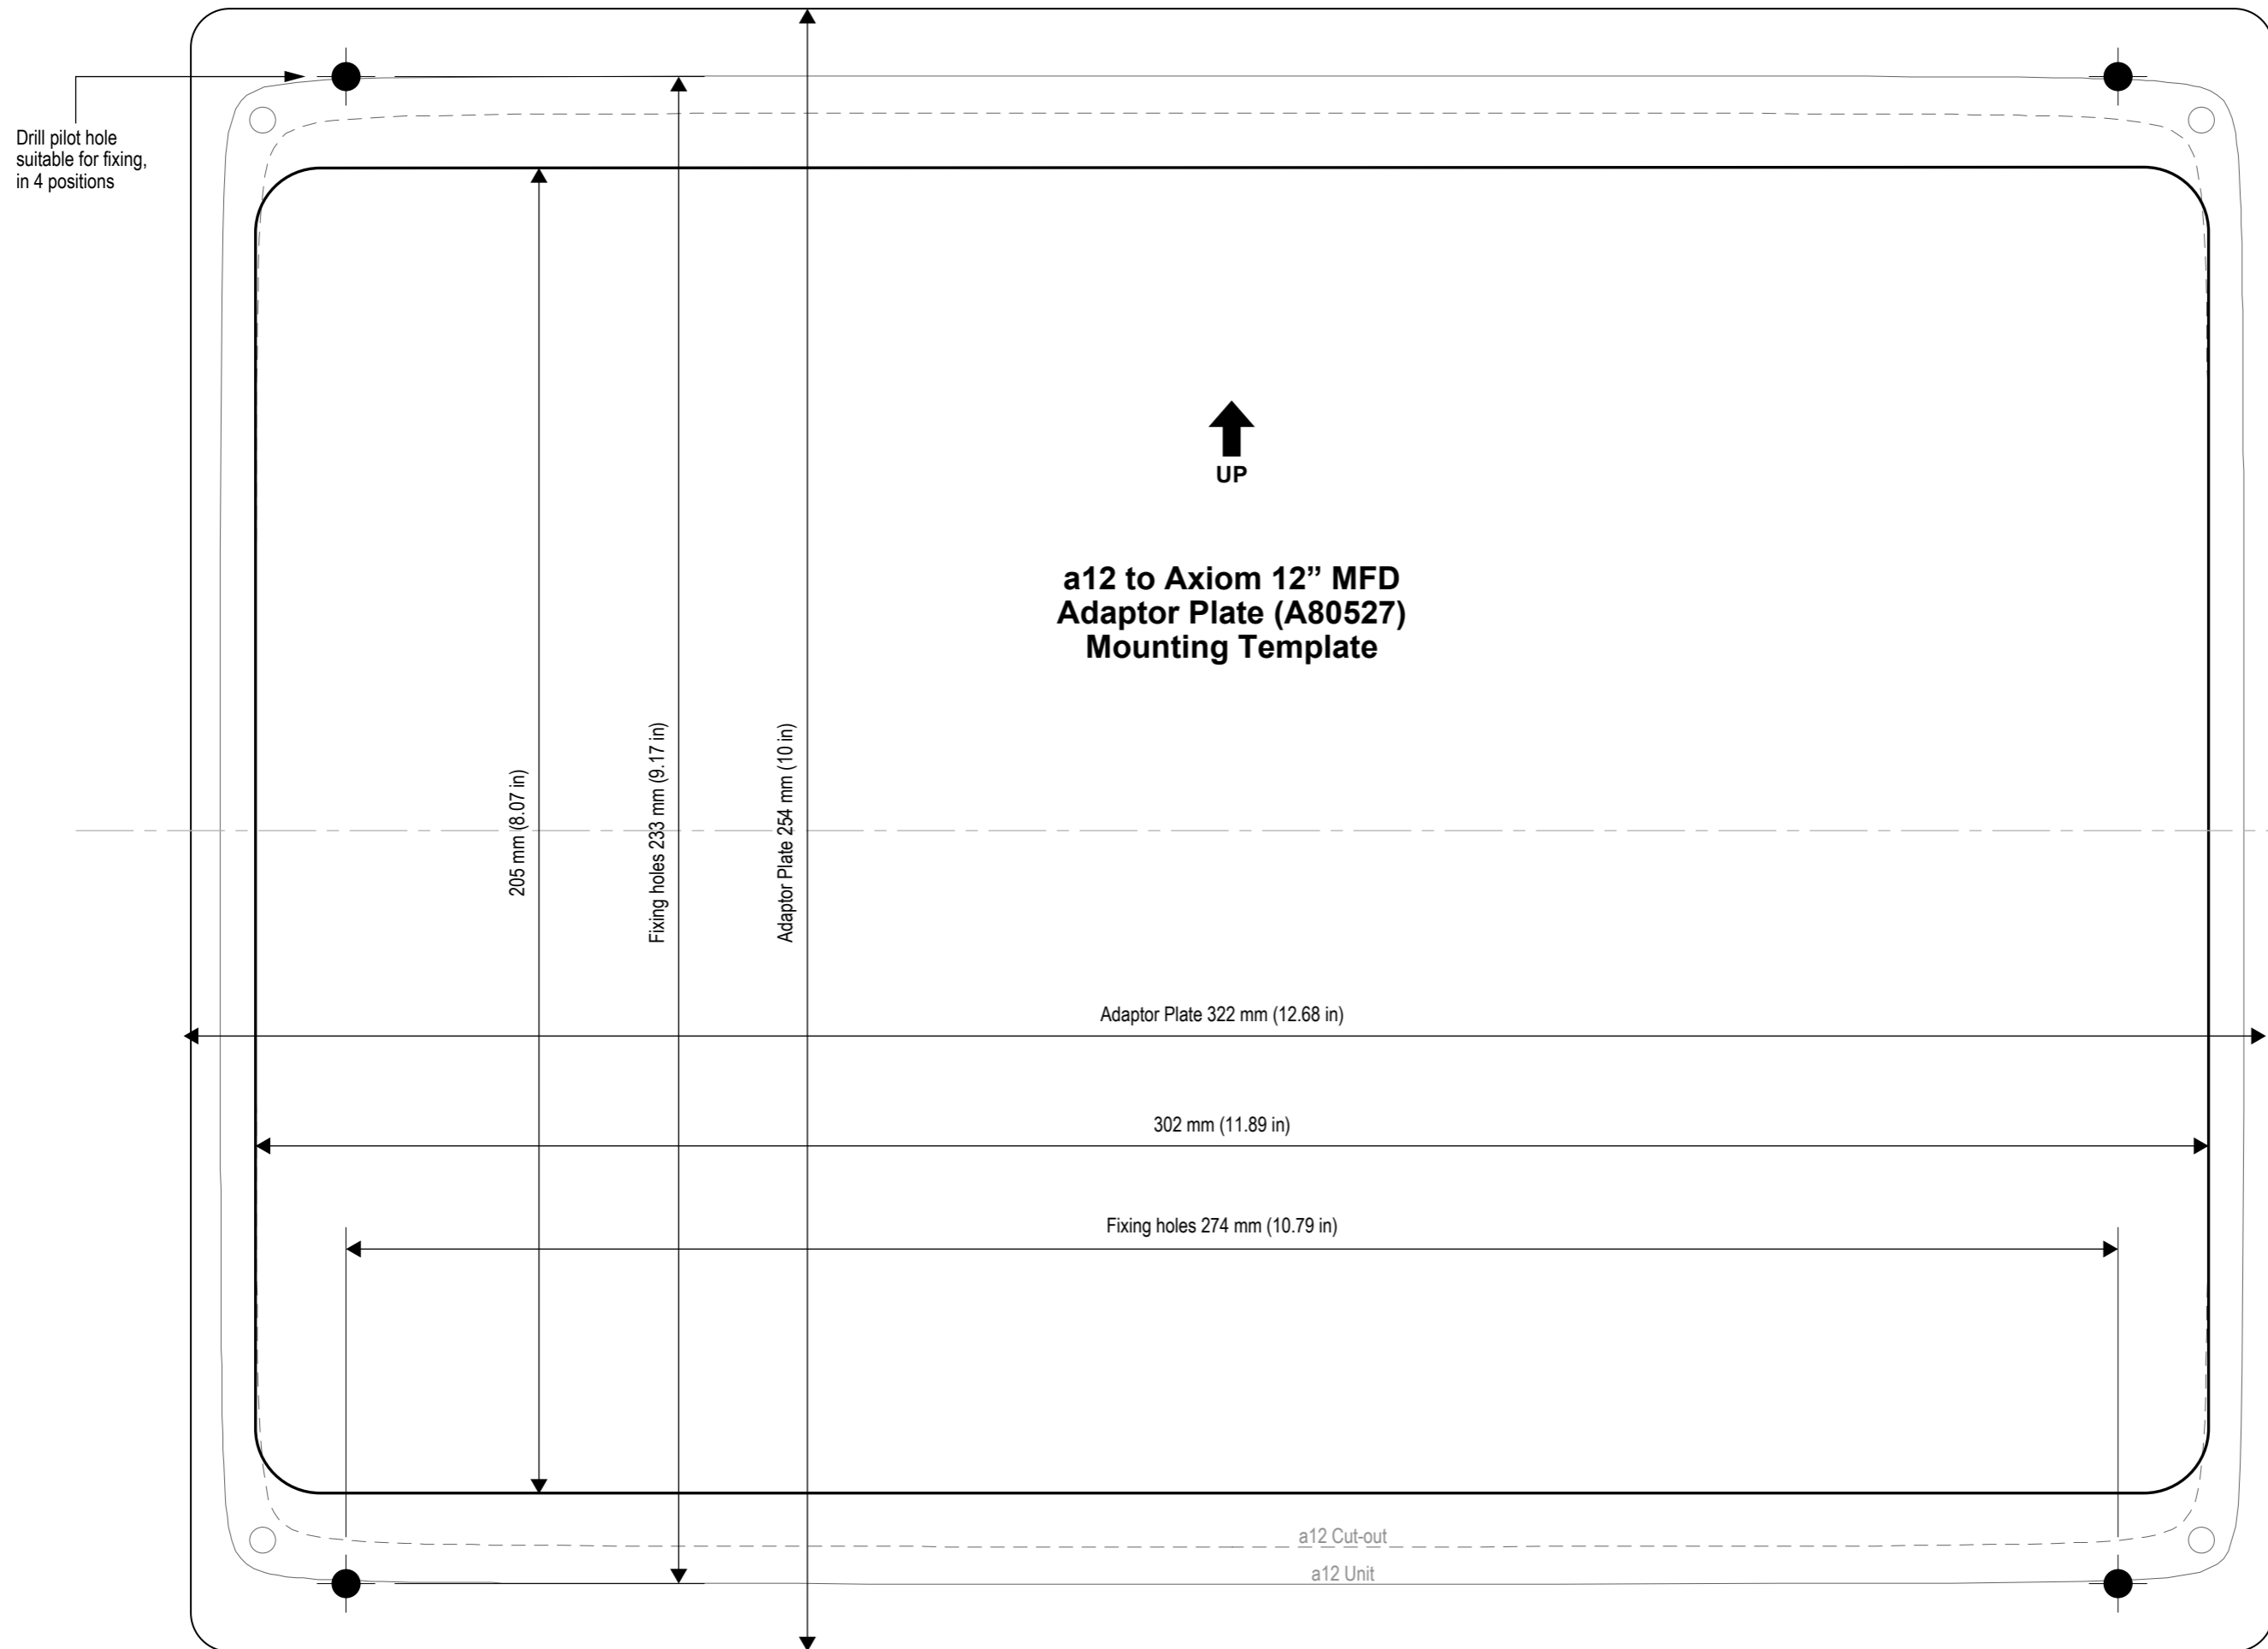 Drill pilot hole
suitable for fixing,
in 4 positions
UP
a12 to Axiom 12” MFD
Adaptor Plate (A80527)
Mounting Template
205 mm (8.07 in)
Fixing holes 233 mm (9.17 in)
Adaptor Plate 254 mm (10 in)
Adaptor Plate 322 mm (12.68 in)
302 mm (11.89 in)
Fixing holes 274 mm (10.79 in)
a12 Cut-out
a12 Unit